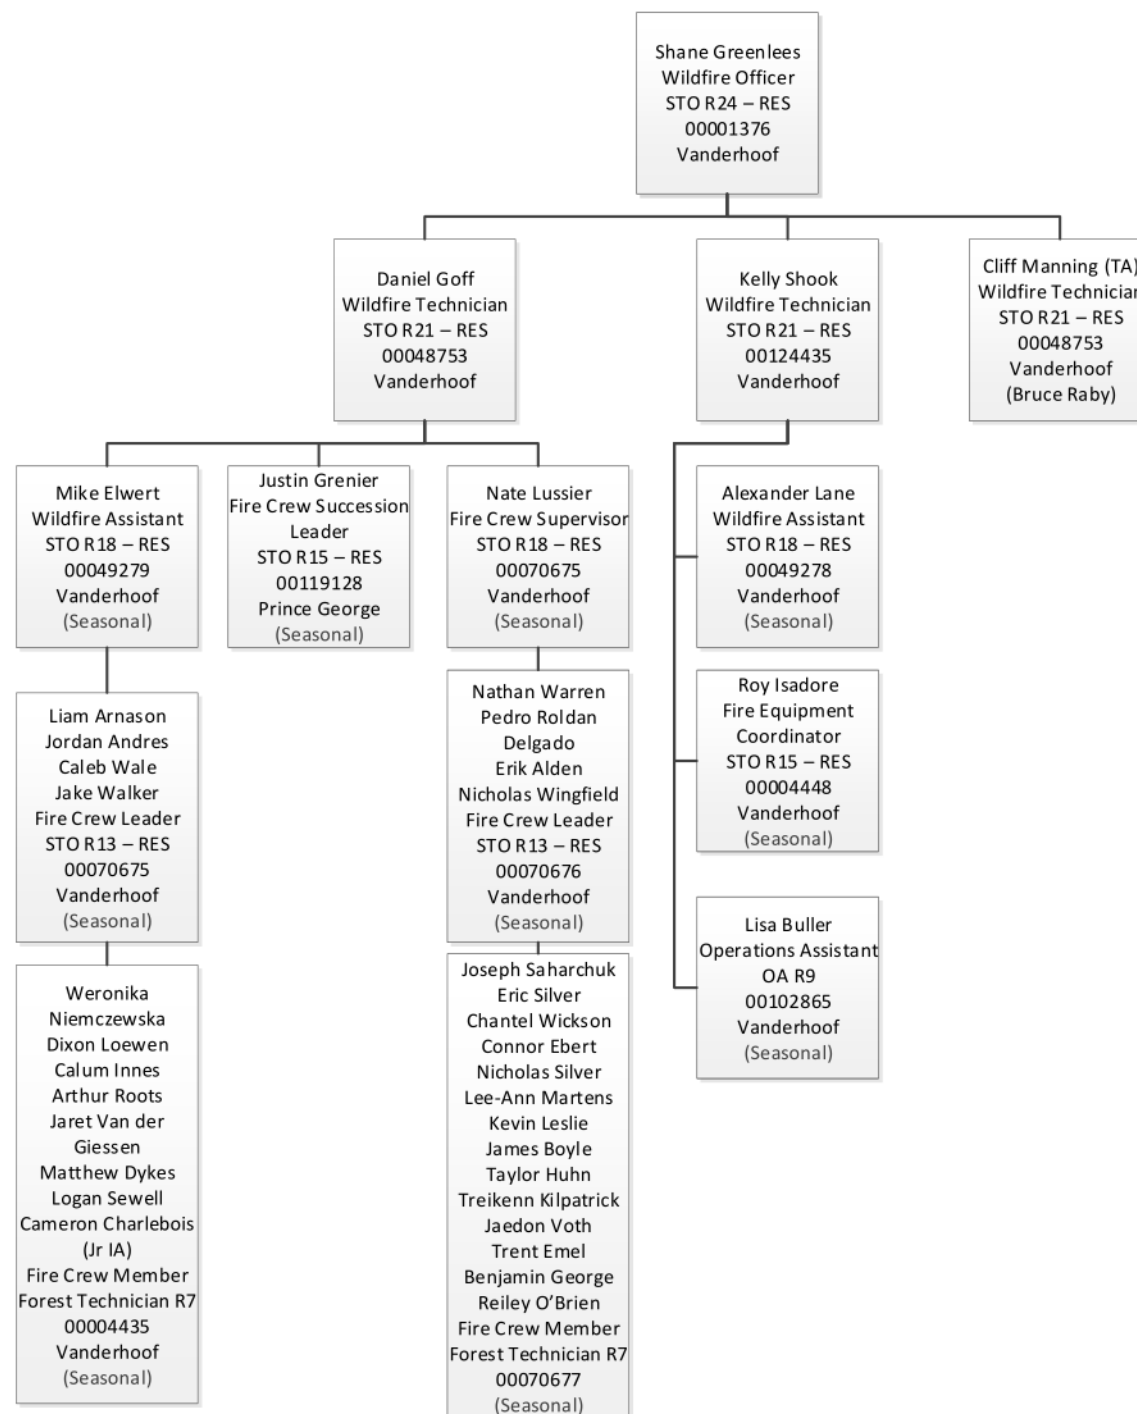 Shane Greenlees
Wildfire Officer
STO R24 – RES
00001376
Vanderhoof
Daniel Goff
Wildfire Technician
STO R21 – RES
00048753
Vanderhoof
Kelly Shook
Wildfire Technician
STO R21 – RES
00124435
Vanderhoof
Cliff Manning (TA)
Wildfire Technician
STO R21 – RES
00048753
Vanderhoof
(Bruce Raby)
Mike Elwert
Wildfire Assistant
STO R18 – RES
00049279
Vanderhoof
(Seasonal)
Justin Grenier
Fire Crew Succession
Leader
STO R15 – RES
00119128
Prince George
(Seasonal)
Nate Lussier
Fire Crew Supervisor
STO R18 – RES
00070675
Vanderhoof
(Seasonal)
Alexander Lane
Wildfire Assistant
STO R18 – RES
00049278
Vanderhoof
(Seasonal)
Liam Arnason
Jordan Andres
Caleb Wale
Jake Walker
Fire Crew Leader
STO R13 – RES
00070675
Vanderhoof
(Seasonal)
Nathan Warren
Pedro Roldan
Delgado
Erik Alden
Nicholas Wingfield
Fire Crew Leader
STO R13 – RES
00070676
Vanderhoof
(Seasonal)
Roy Isadore
Fire Equipment
Coordinator
STO R15 – RES
00004448
Vanderhoof
(Seasonal)
Weronika
Niemczewska
Dixon Loewen
Calum Innes
Arthur Roots
Jaret Van der
Giessen
Matthew Dykes
Logan Sewell
Cameron Charlebois
(Jr IA)
Fire Crew Member
Forest Technician R7
00004435
Vanderhoof
(Seasonal)
Joseph Saharchuk
Eric Silver
Chantel Wickson
Connor Ebert
Nicholas Silver
Lee-Ann Martens
Kevin Leslie
James Boyle
Taylor Huhn
Treikenn Kilpatrick
Jaedon Voth
Trent Emel
Benjamin George
Reiley O’Brien
Fire Crew Member
Forest Technician R7
00070677
(Seasonal)
Lisa Buller
Operations Assistant
OA R9
00102865
Vanderhoof
(Seasonal)